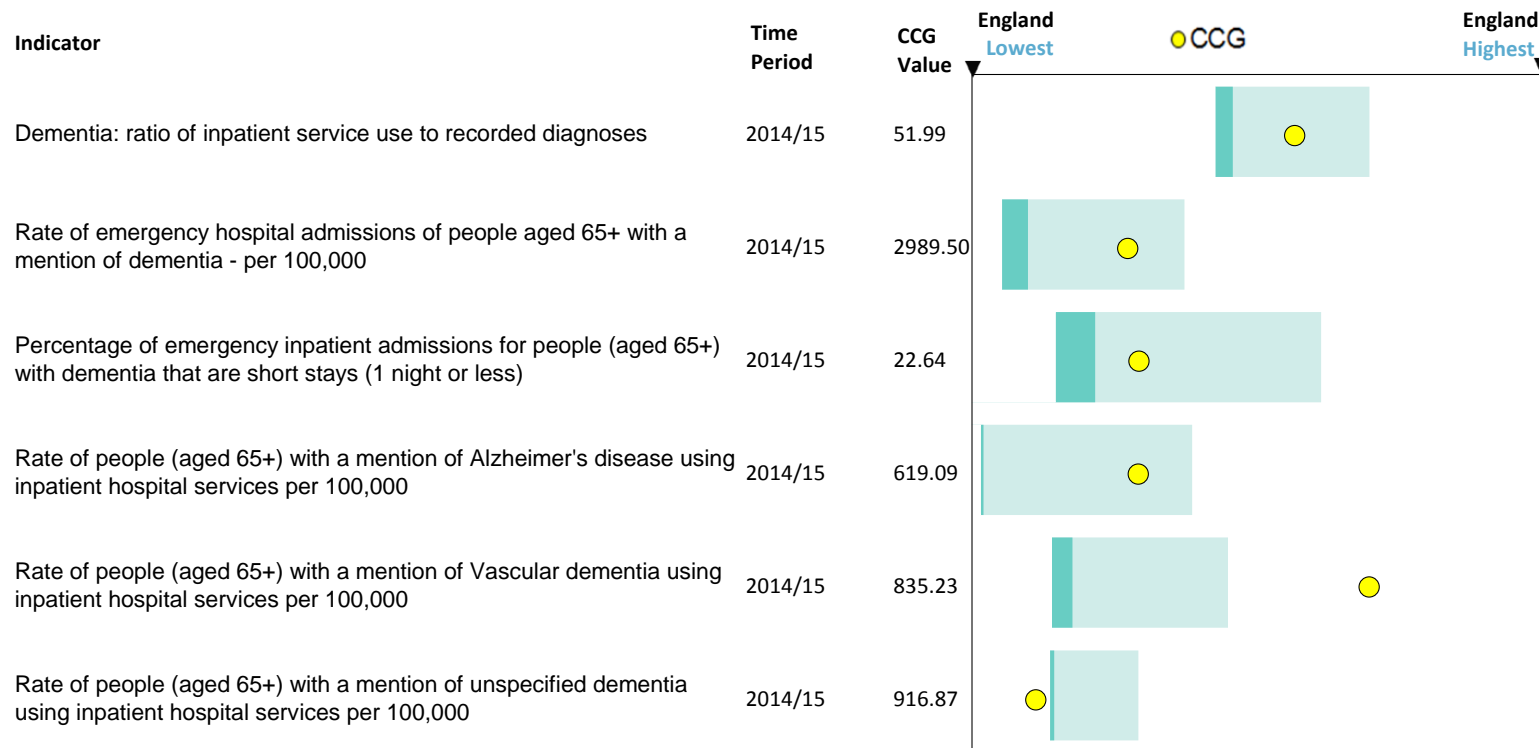 Indicator
Time
Period
CCG
Value
England
Lowest
CCG
England
Highest
Dementia: ratio of inpatient service use to recorded diagnoses 2014/15 51.99
Rate of emergency hospital admissions of people aged 65+ with a
mention of dementia - per 100,000
2014/15 2989.50
Percentage of emergency inpatient admissions for people (aged 65+)
with dementia that are short stays (1 night or less)
2014/15 22.64
Rate of people (aged 65+) with a mention of Alzheimer's disease using
inpatient hospital services per 100,000
2014/15 619.09
Rate of people (aged 65+) with a mention of Vascular dementia using
inpatient hospital services per 100,000
2014/15 835.23
Rate of people (aged 65+) with a mention of unspecified dementia
using inpatient hospital services per 100,000
2014/15 916.87